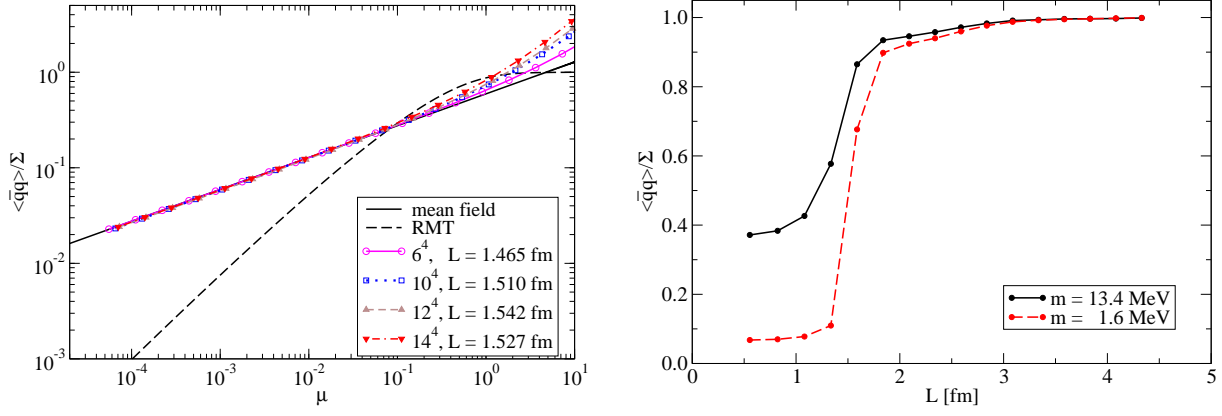 <q̄q>/Σ
10^1
10^0
10^-1
10^-2
10^-3
10^-4 10^-3 10^-2 10^-1 10^0 10^1
μ
mean field
RMT
6^4, L = 1.465 fm
10^4, L = 1.510 fm
12^4, L = 1.542 fm
14^4, L = 1.527 fm
<q̄q>/Σ
1.0
0.8
0.6
0.4
0.2
0.0
0 1 2 3 4 5
L [fm]
m = 13.4 MeV
m = 1.6 MeV